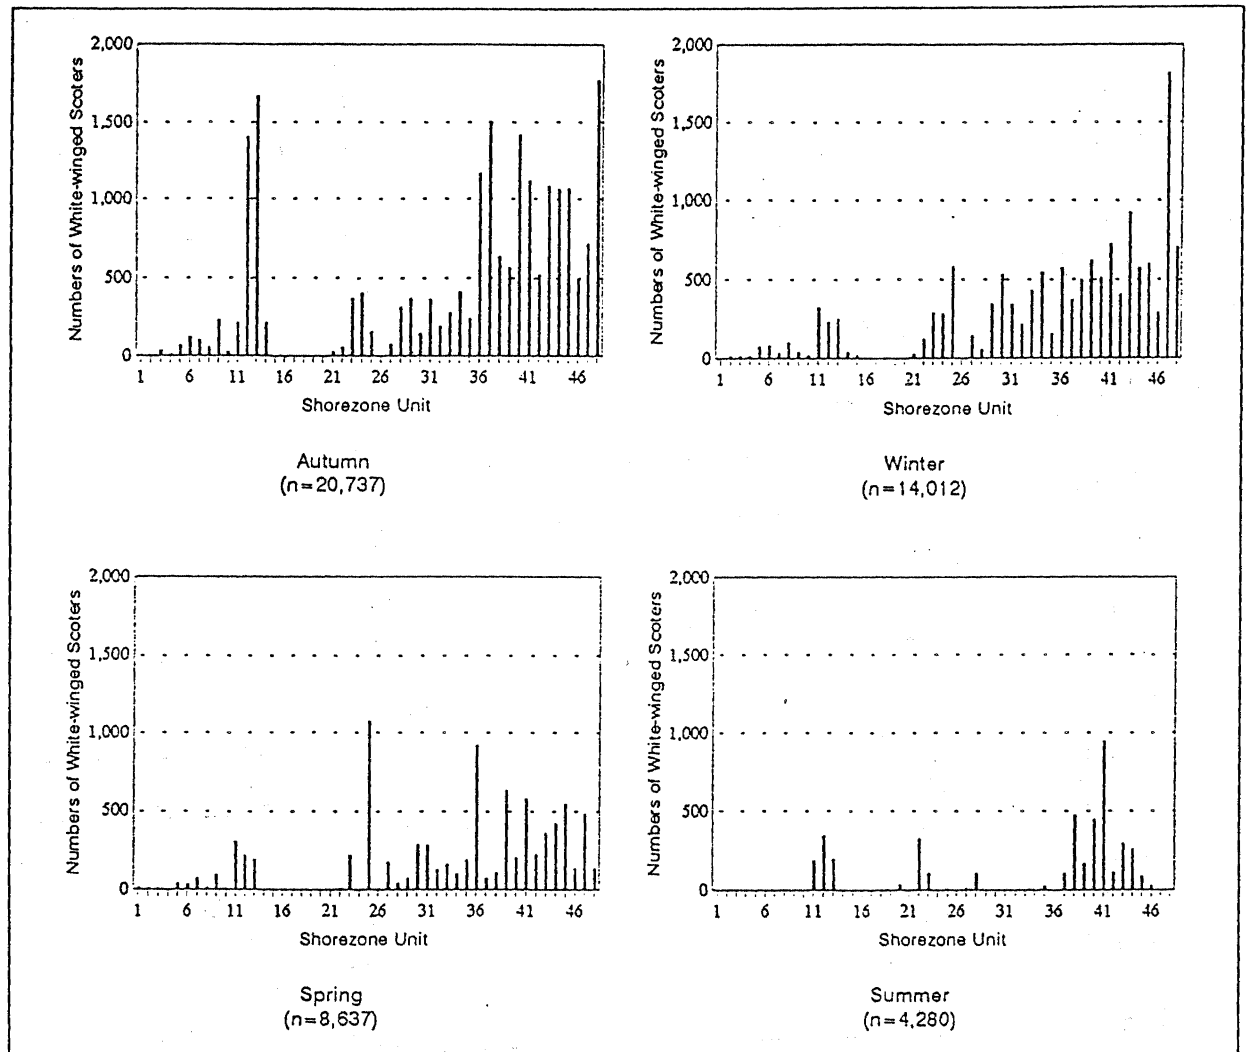 Numbers of White-winged Scoters
2,000
1,500
1,000
500
0
1 6 11 16 21 26 31 36 41 46
Shorezone Unit
Autumn
(n=20,737)
Numbers of White-winged Scoters
2,000
1,500
1,000
500
0
1 6 11 16 21 26 31 36 41 46
Shorezone Unit
Winter
(n=14,012)
Numbers of White-winged Scoters
2,000
1,500
1,000
500
0
1 6 11 16 21 26 31 36 41 46
Shorezone Unit
Spring
(n=8,637)
Numbers of White-winged Scoters
2,000
1,500
1,000
500
0
1 6 11 16 21 26 31 36 41 46
Shorezone Unit
Summer
(n=4,280)